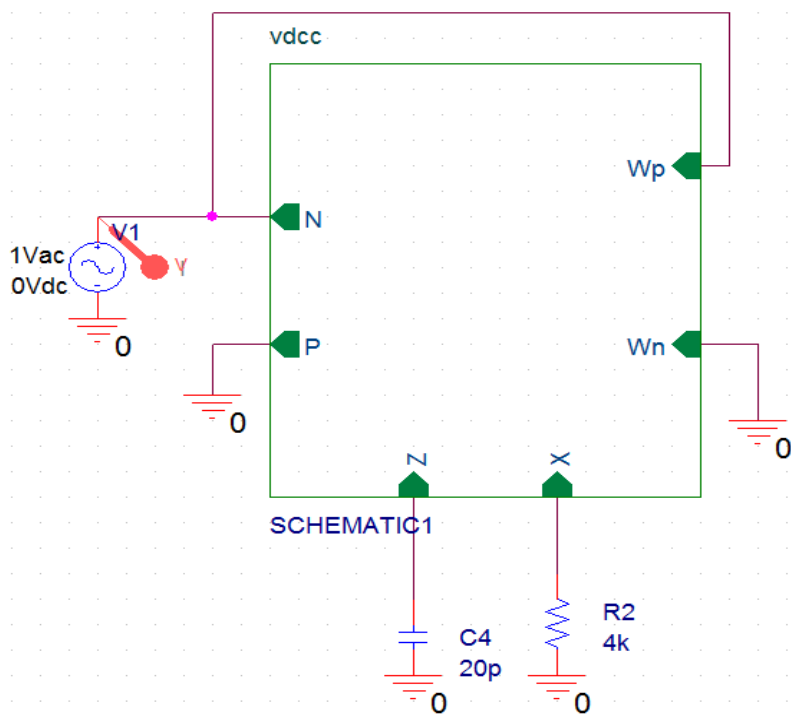 vdcc
Wp
V1
N
1Vac
0Vdc
V
0
P
Wn
0
0
Z
X
SCHEMATIC1
R2
4k
C4
20p
0
0